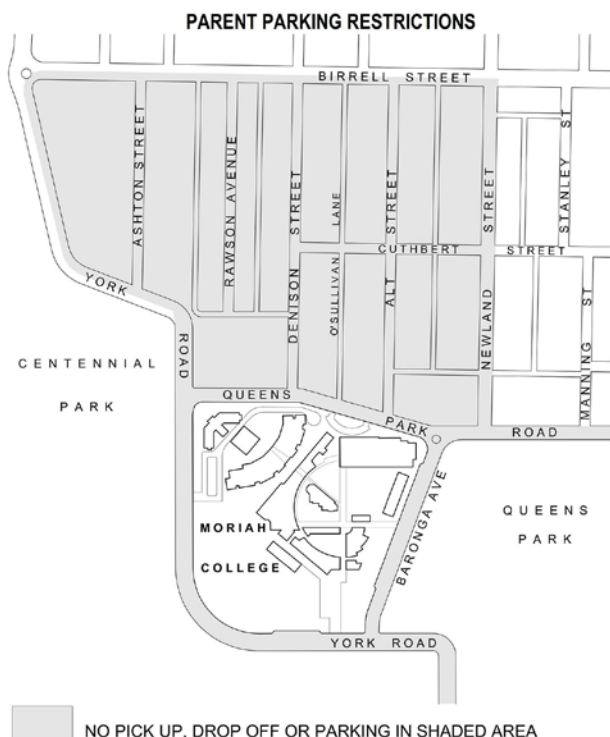 PARENT PARKING RESTRICTIONS
BIRRELL STREET
ASHTON STREET
RAWSON AVENUE
DENISON STREET
O'SULLIVAN LANE
ALT STREET
NEWLAND STREET
STANLEY ST
CUTHBERT STREET
MANNING ST
YORK ROAD
CENTENNIAL
PARK
QUEENS PARK ROAD
MORIAH
COLLEGE
BARONGA AVE
QUEENS
PARK
YORK ROAD
NO PICK UP, DROP OFF OR PARKING IN SHADED AREA